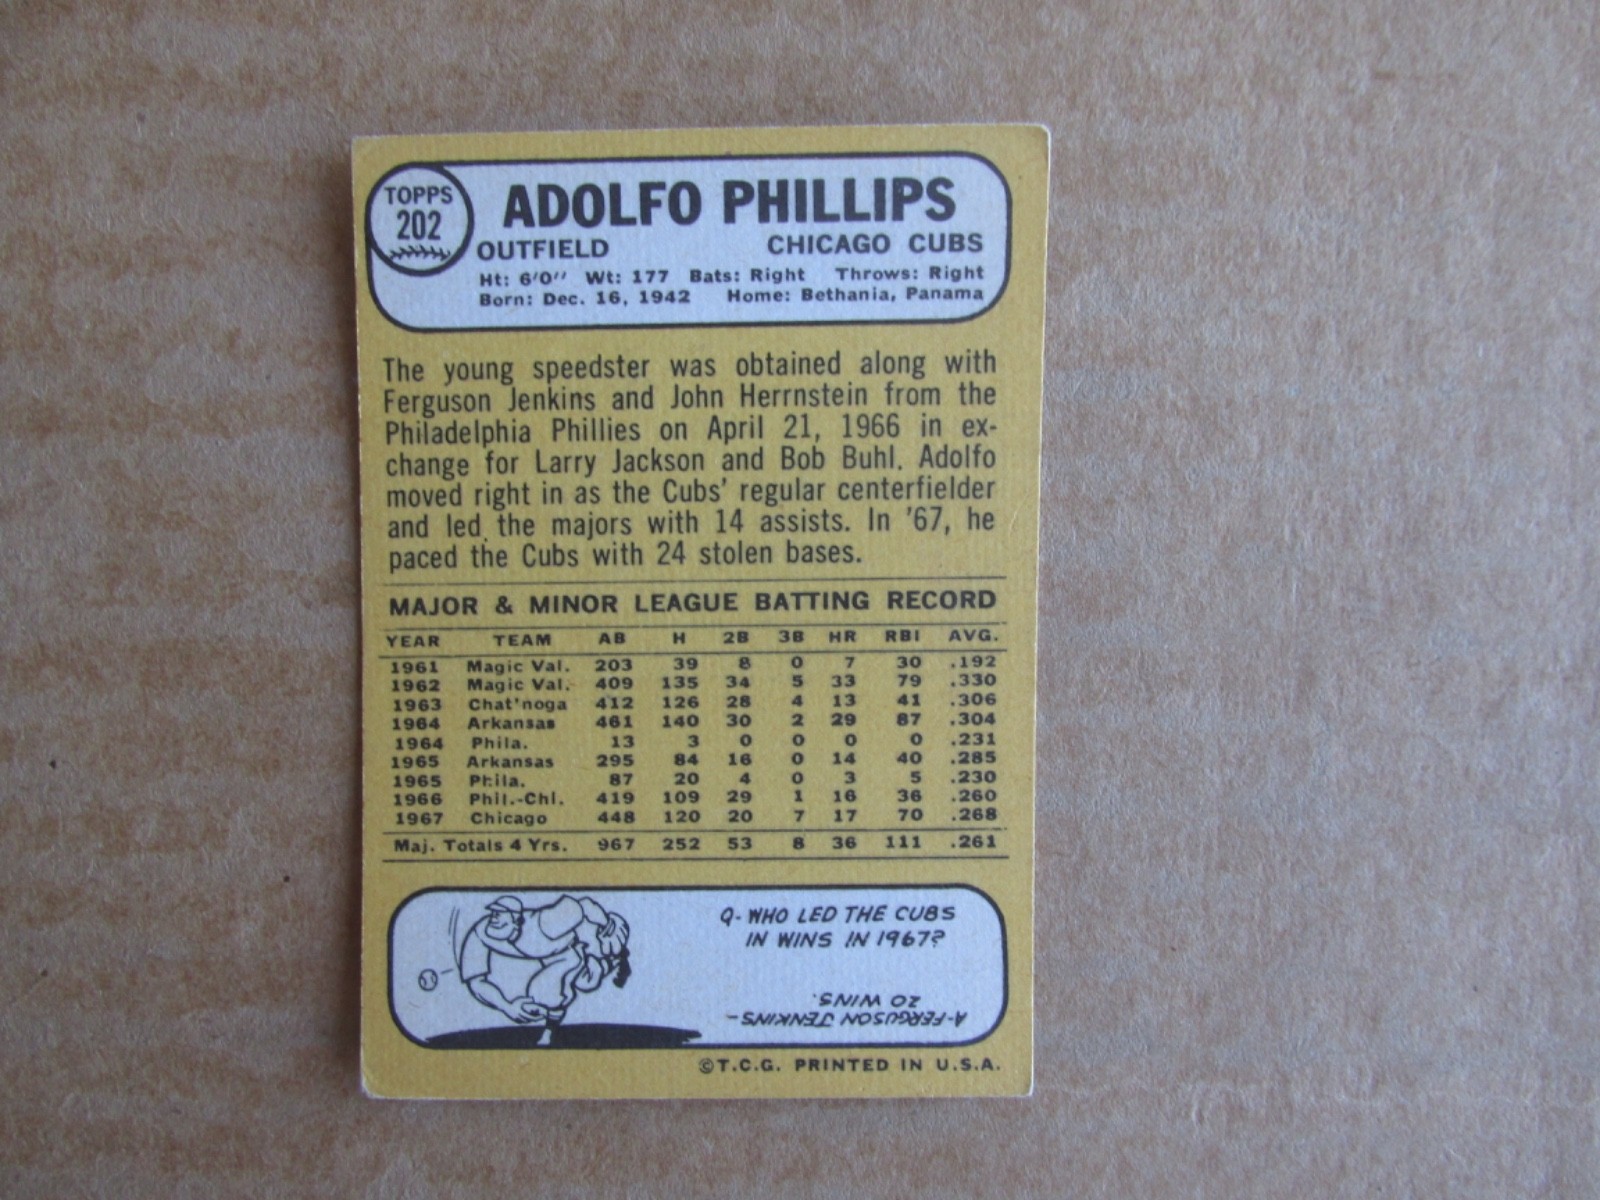 TOPPS
202
ADOLFO PHILLIPS
OUTFIELD CHICAGO CUBS
Ht: 6'0" Wt: 177 Bats: Right Throws: Right
Born: Dec. 16, 1942 Home: Bethania, Panama
The young speedster was obtained along with
Ferguson Jenkins and John Herrnstein from the
Philadelphia Phillies on April 21, 1966 in ex-
change for Larry Jackson and Bob Buhl. Adolfo
moved right in as the Cubs' regular centerfielder
and led the majors with 14 assists. In '67, he
paced the Cubs with 24 stolen bases.
MAJOR & MINOR LEAGUE BATTING RECORD
YEAR TEAM AB H 2B 3B HR RBI AVG.
1961 Magic Val. 203 39 8 0 7 30 .192
1962 Magic Val. 409 135 34 5 33 79 .330
1963 Chat'noga 412 126 28 4 13 41 .306
1964 Arkansas 461 140 30 2 29 87 .304
1964 Phila. 13 3 0 0 0 0 .231
1965 Arkansas 295 84 16 0 14 40 .285
1965 Phila. 87 20 4 0 3 5 .230
1966 Phil.-Chi. 419 109 29 1 16 36 .260
1967 Chicago 448 120 20 7 17 70 .268
Maj. Totals 4 Yrs. 967 252 53 8 36 111 .261
Q- WHO LED THE CUBS
IN WINS IN 1967?
A-FERGUSON JENKINS-
20 WINS.
©T.C.G. PRINTED IN U.S.A.